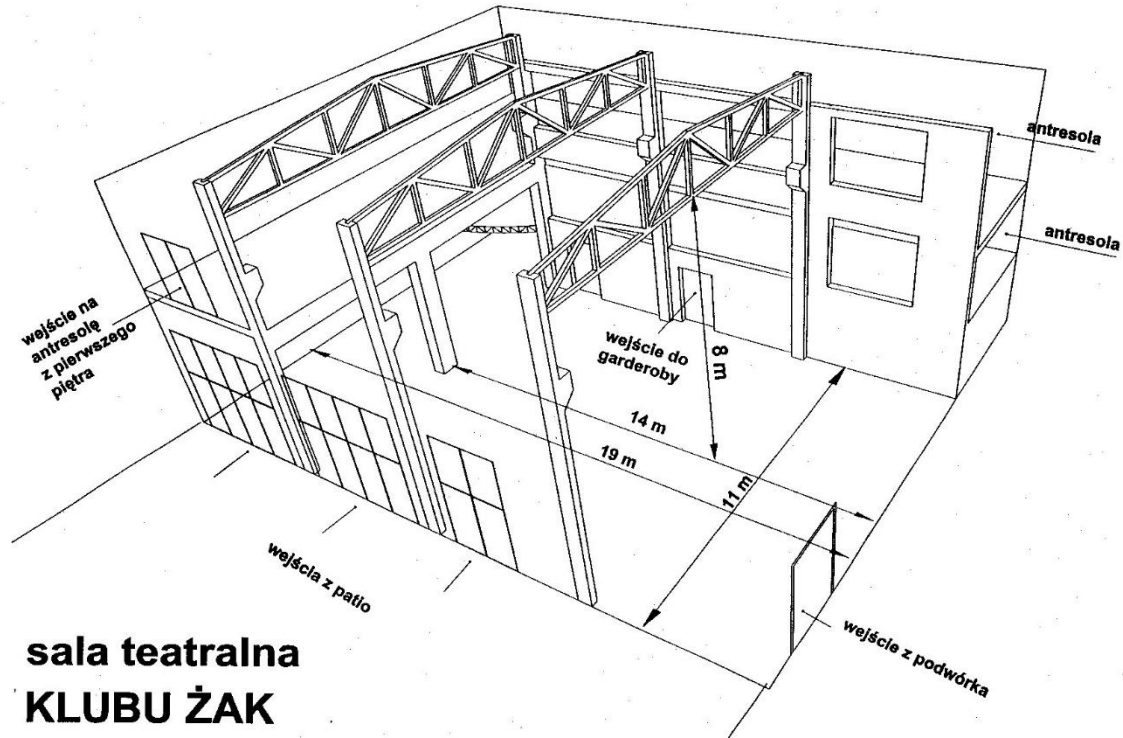 antresola
antresola
wejście na
antresolę
z pierwszego
piętra
wejście do
garderoby
8 m
14 m
19 m
11 m
wejścia z patio
wejście z podwórka
sala teatralna
KLUBU ŻAK